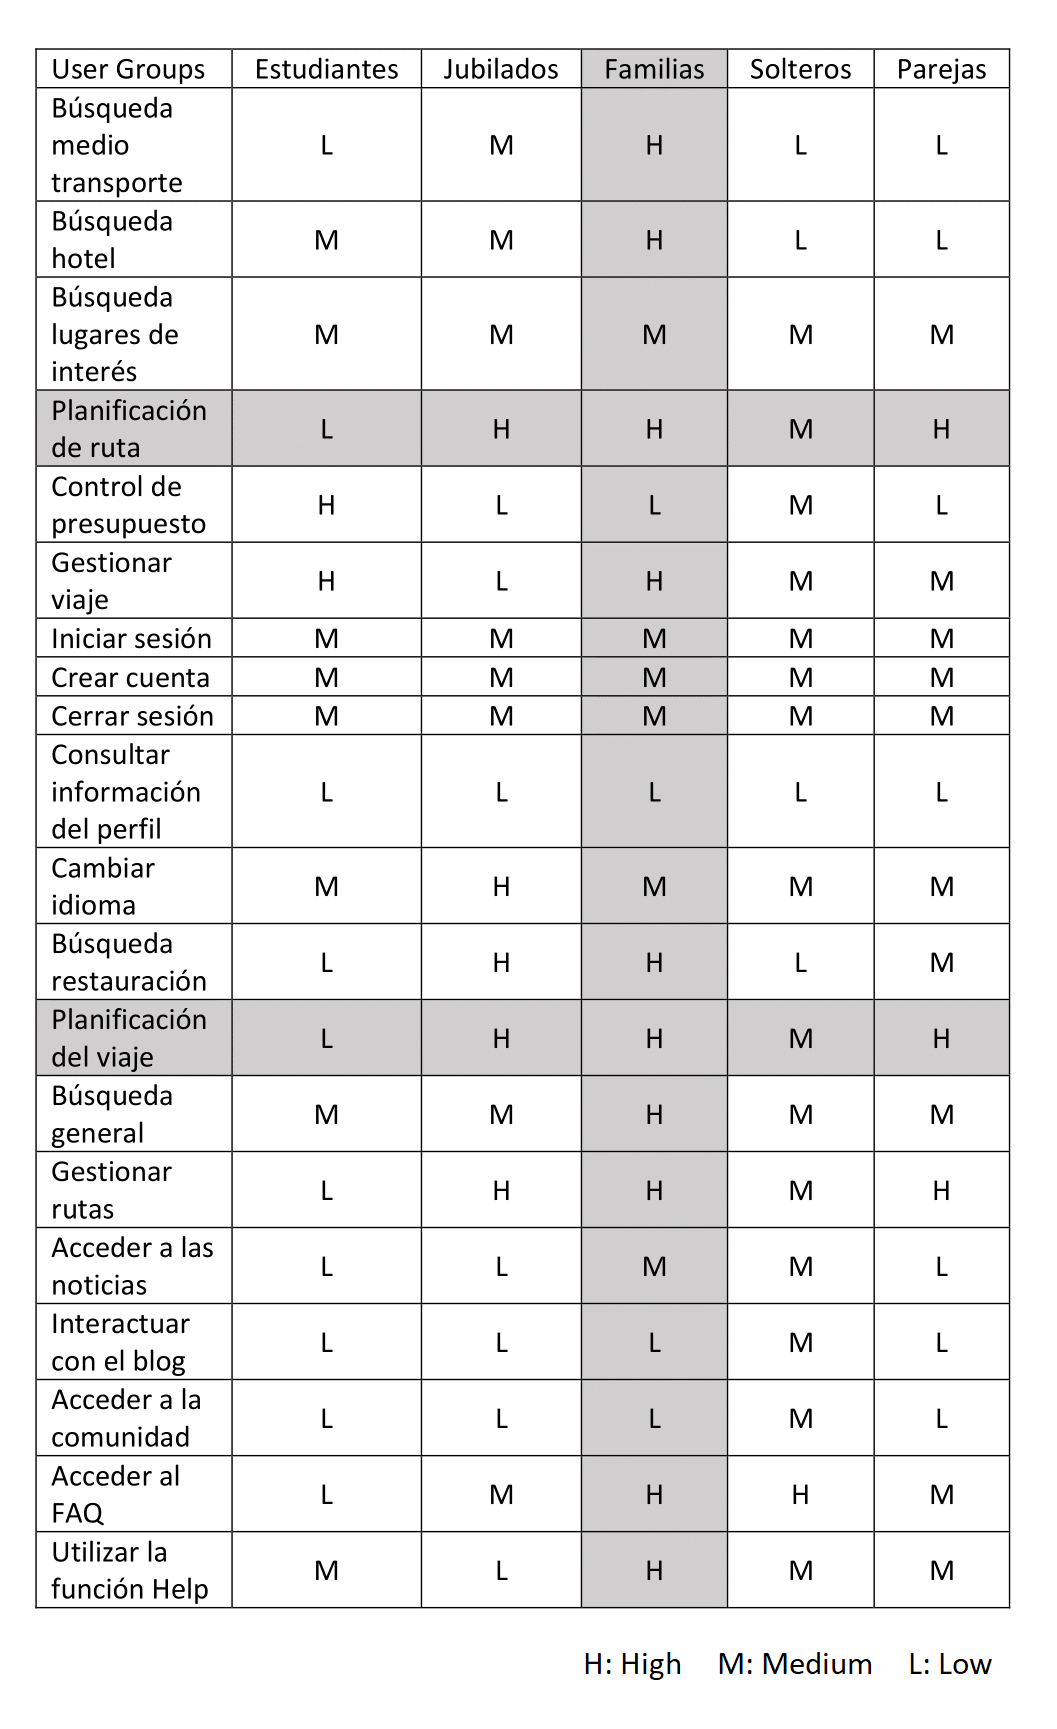 User Groups Estudiantes Jubilados Familias Solteros Parejas
Búsqueda
medio
transporte
L M H L L
Búsqueda
hotel
M M H L L
Búsqueda
lugares de
interés
M M M M M
Planificación
de ruta
L H H M H
Control de
presupuesto
H L L M L
Gestionar
viaje
H L H M M
Iniciar sesión M M M M M
Crear cuenta M M M M M
Cerrar sesión M M M M M
Consultar
información
del perfil
L L L L L
Cambiar
idioma
M H M M M
Búsqueda
restauración
L H H L M
Planificación
del viaje
L H H M H
Búsqueda
general
M M H M M
Gestionar
rutas
L H H M H
Acceder a las
noticias
L L M M L
Interactuar
con el blog
L L L M L
Acceder a la
comunidad
L L L M L
Acceder al
FAQ
L M H H M
Utilizar la
función Help
M L H M M
H: High M: Medium L: Low